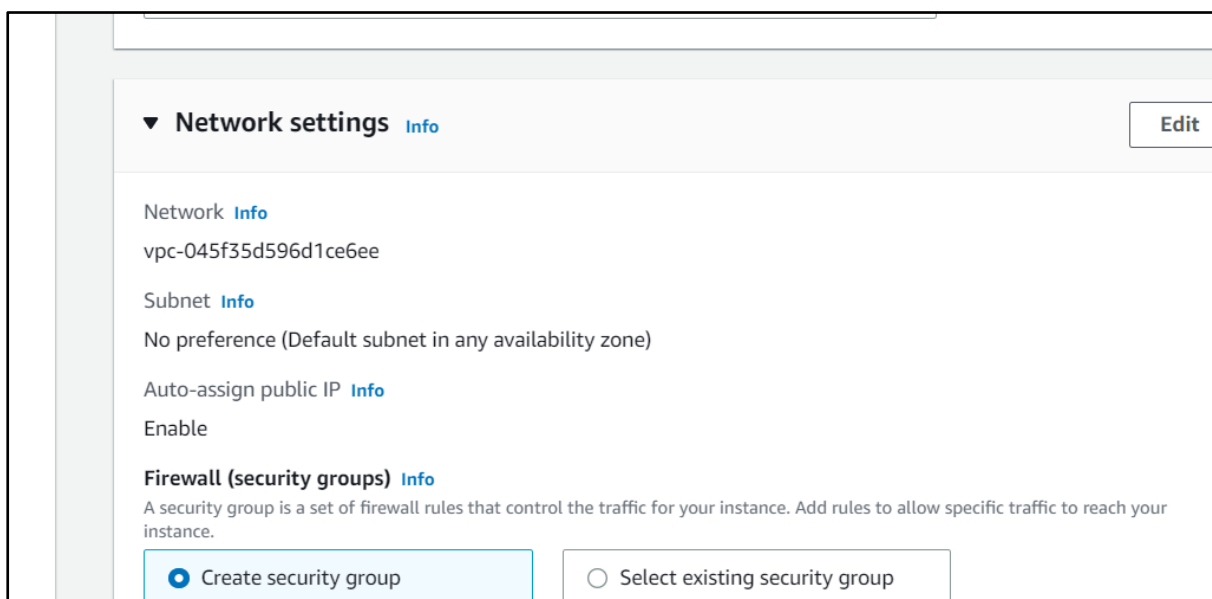 Network settings Info
Edit
Network Info
vpc-045f35d596d1ce6ee
Subnet Info
No preference (Default subnet in any availability zone)
Auto-assign public IP Info
Enable
Firewall (security groups) Info
A security group is a set of firewall rules that control the traffic for your instance. Add rules to allow specific traffic to reach your
instance.
Create security group
Select existing security group